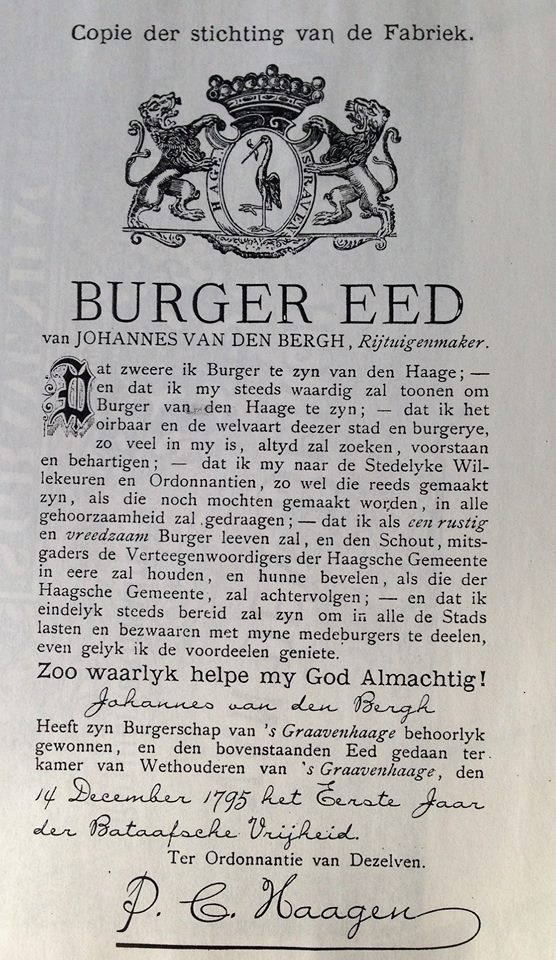 Copie der stichting van de Fabriek.
HAGE SGRAVEN
BURGER EED
van JOHANNES VAN DEN BERGH, Rijtuigenmaker.
Dat zweere ik Burger te zyn van den Haage; —
en dat ik my steeds waardig zal toonen om
Burger van den Haage te zyn; — dat ik het
oirbaar en de welvaart deezer stad en burgerye,
zo veel in my is, altyd zal zoeken, voorstaan
en behartigen; — dat ik my naar de Stedelyke Wil-
lekeuren en Ordonnantien, zo wel die reeds gemaakt
zyn, als die noch mochten gemaakt worden, in alle
gehoorzaamheid zal gedraagen; — dat ik als een rustig
en vreedzaam Burger leeven zal, en den Schout, mits-
gaders de Verteegenwoordigers der Haagsche Gemeente
in eere zal houden, en hunne bevelen, als die der
Haagsche Gemeente, zal achtervolgen; — en dat ik
eindelyk steeds bereid zal zyn om in alle de Stads
lasten en bezwaaren met myne medeburgers te deelen,
even gelyk ik de voordeelen geniete.
Zoo waarlyk helpe my God Almachtig!
Johannes van den Bergh
Heeft zyn Burgerschap van 's Graavenhaage behoorlyk
gewonnen, en den bovenstaanden Eed gedaan ter
kamer van Wethouderen van 's Graavenhaage, den
14 December 1795 het Eerste Jaar
der Bataafsche Vrijheid.
Ter Ordonnantie van Dezelven.
P. C. Haagen